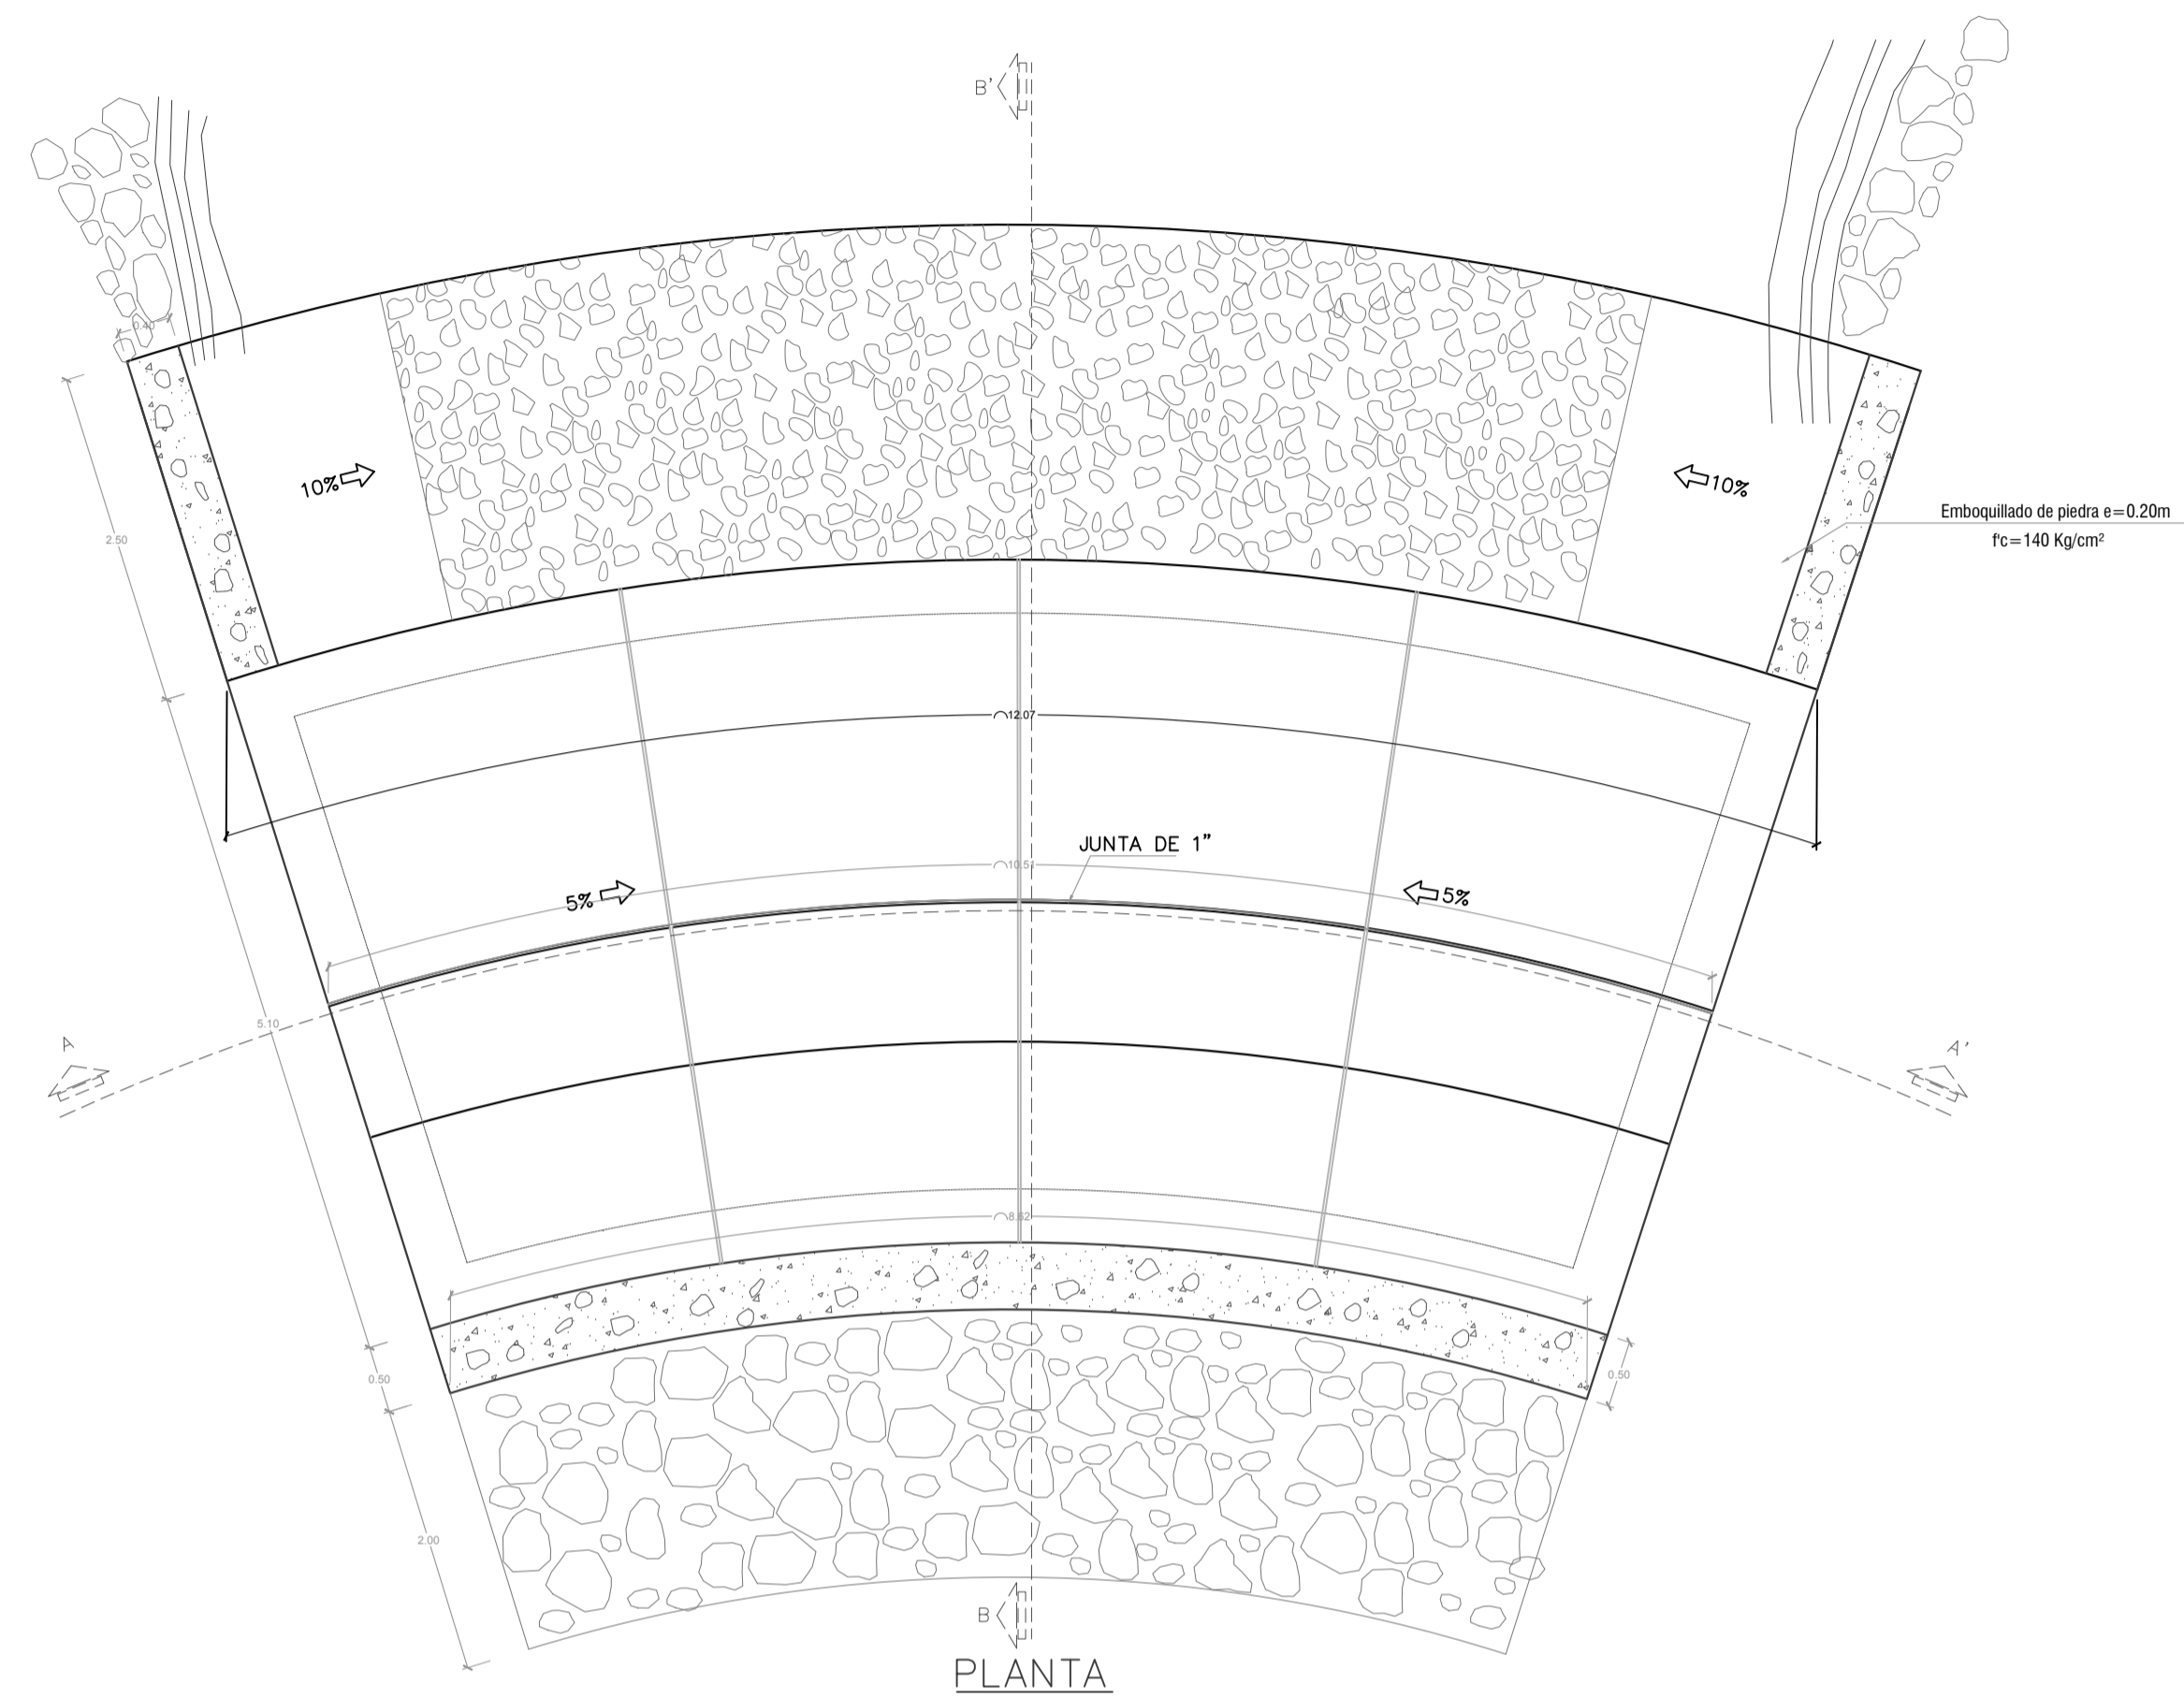 B'
0.40
10%
10%
Emboquillado de piedra e=0.20m
f'c=140 Kg/cm²
2.50
12.07
JUNTA DE 1”
10.51
5%
5%
5.10
A
A'
8.62
0.50
0.50
2.00
B
PLANTA